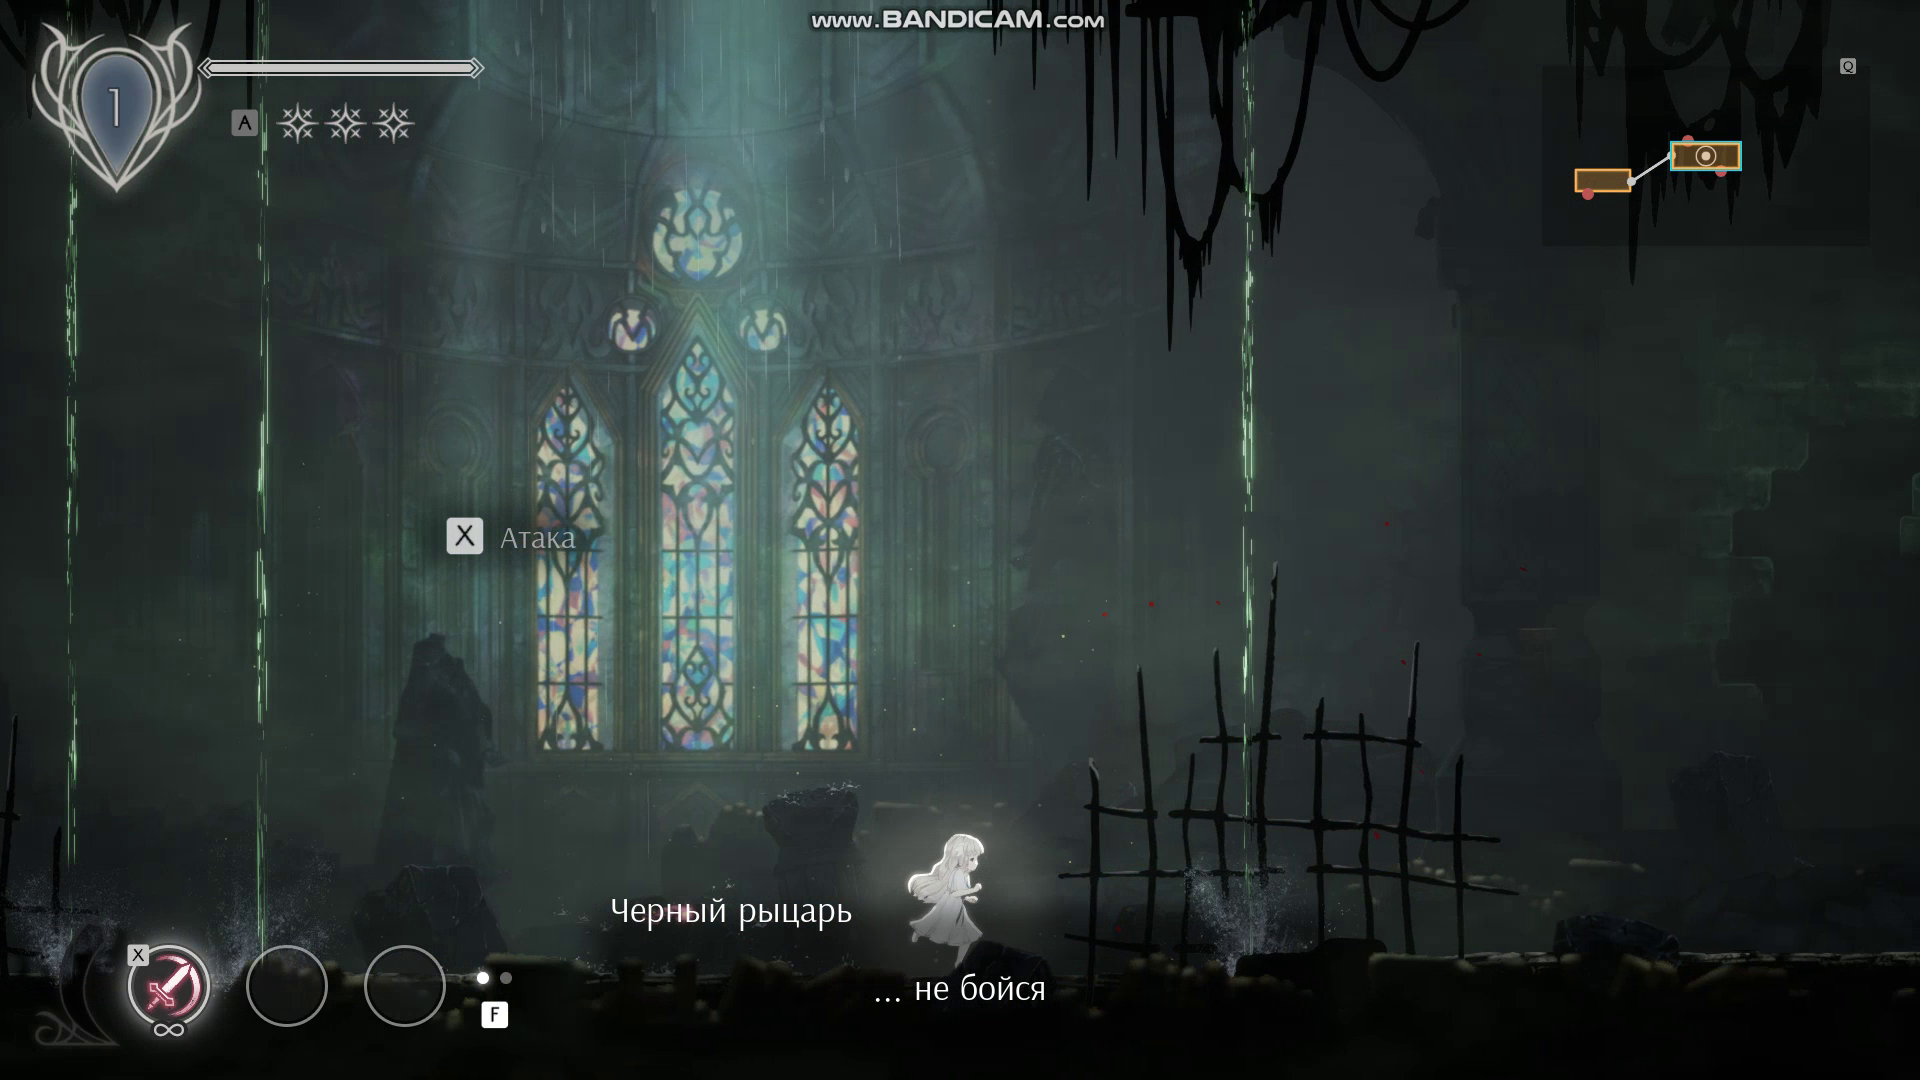 www.BANDICAM.com
1
A
Q
X Атака
Черный рыцарь
... не бойся
X
F